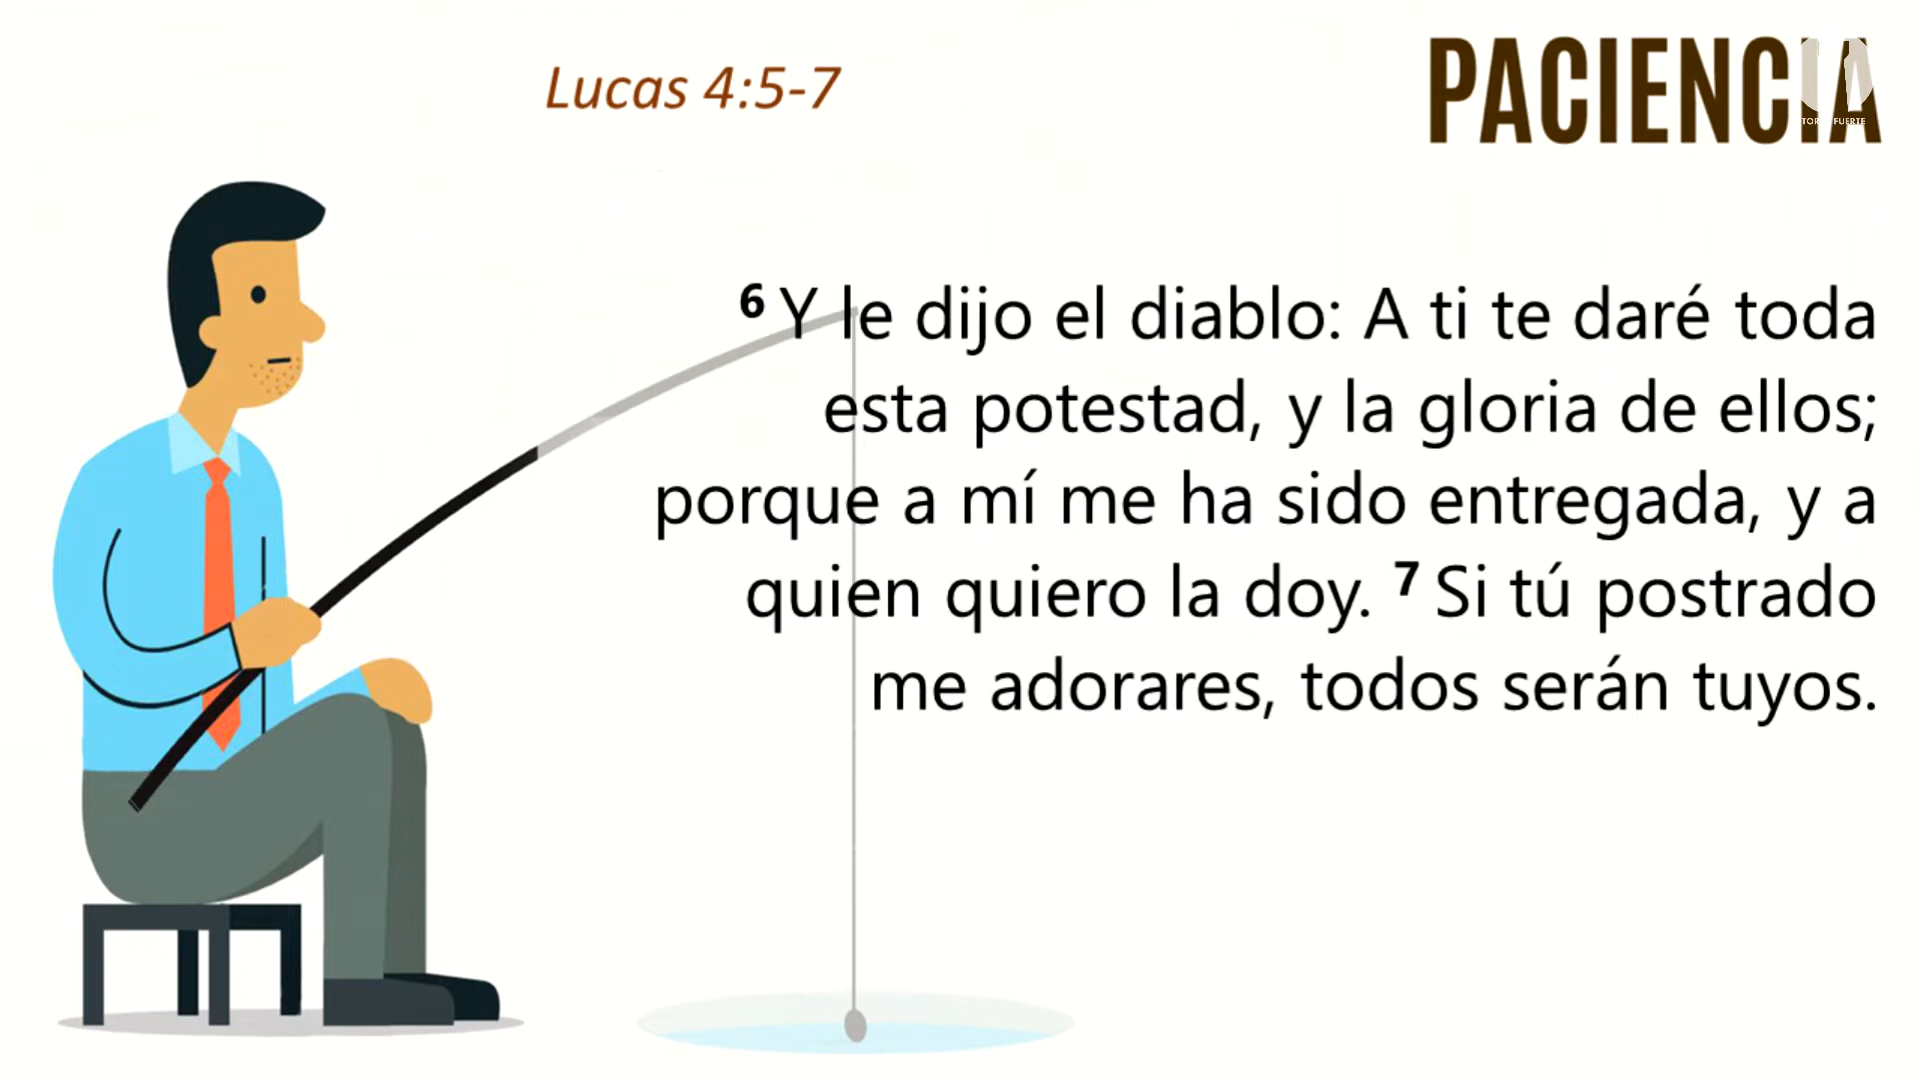 Lucas 4:5-7
PACIENCIA
TORRE FUERTE
6 Y le dijo el diablo: A ti te daré toda
esta potestad, y la gloria de ellos;
porque a mí me ha sido entregada, y a
quien quiero la doy. 7 Si tú postrado
me adorares, todos serán tuyos.